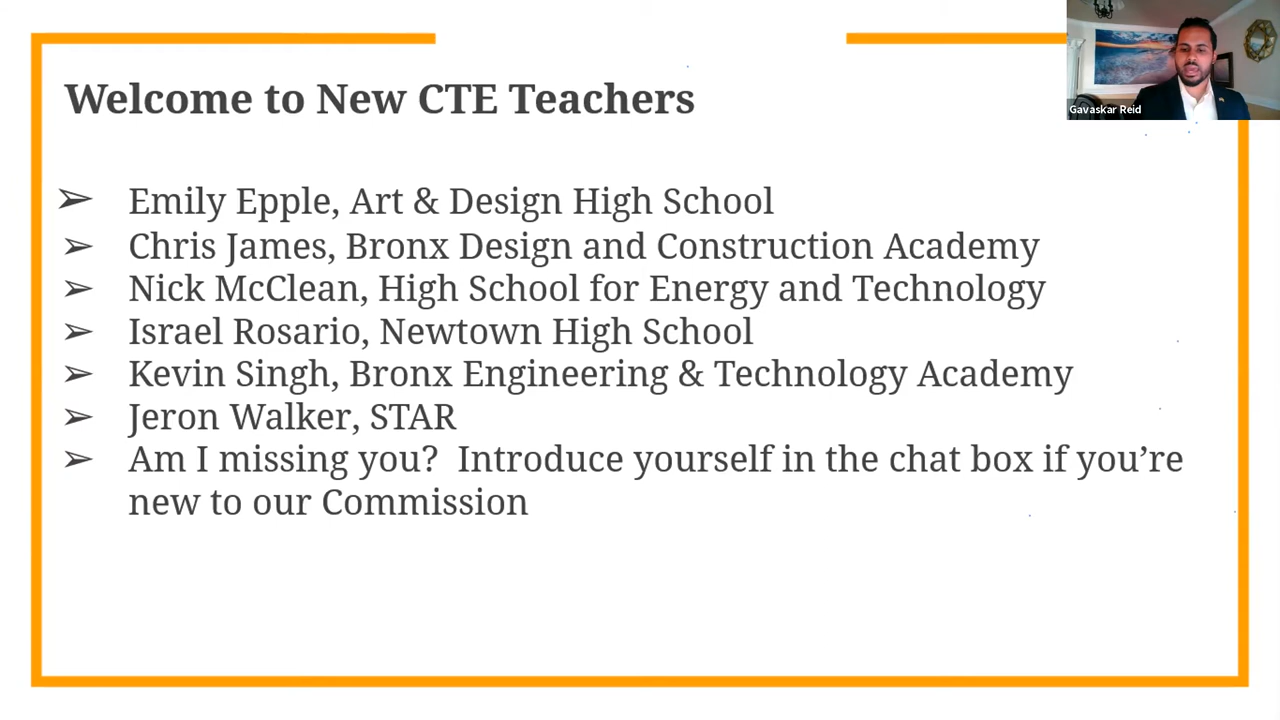 Welcome to New CTE Teachers
Gavaskar Reid
➢ Emily Epple, Art & Design High School
➢ Chris James, Bronx Design and Construction Academy
➢ Nick McClean, High School for Energy and Technology
➢ Israel Rosario, Newtown High School
➢ Kevin Singh, Bronx Engineering & Technology Academy
➢ Jeron Walker, STAR
➢ Am I missing you?  Introduce yourself in the chat box if you’re
new to our Commission